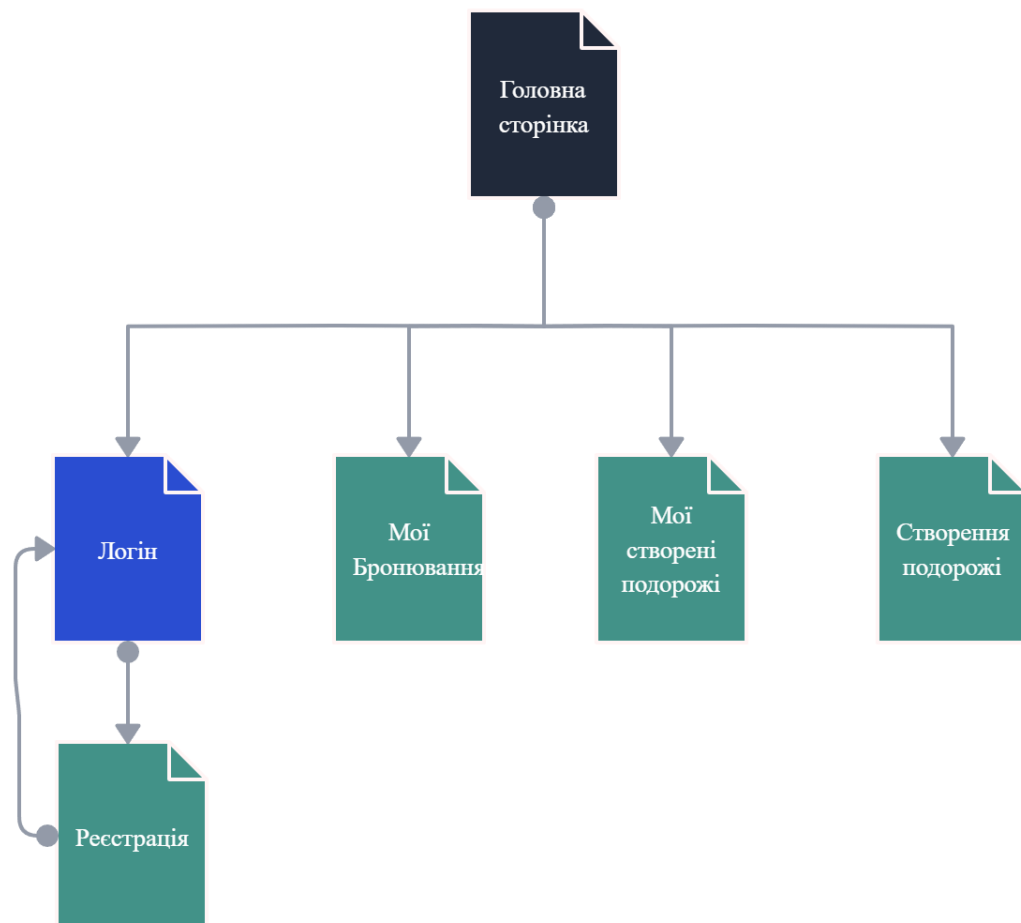 Головна
сторінка
Логін
Мої
Бронювання
Мої
створені
подорожі
Створення
подорожі
Реєстрація